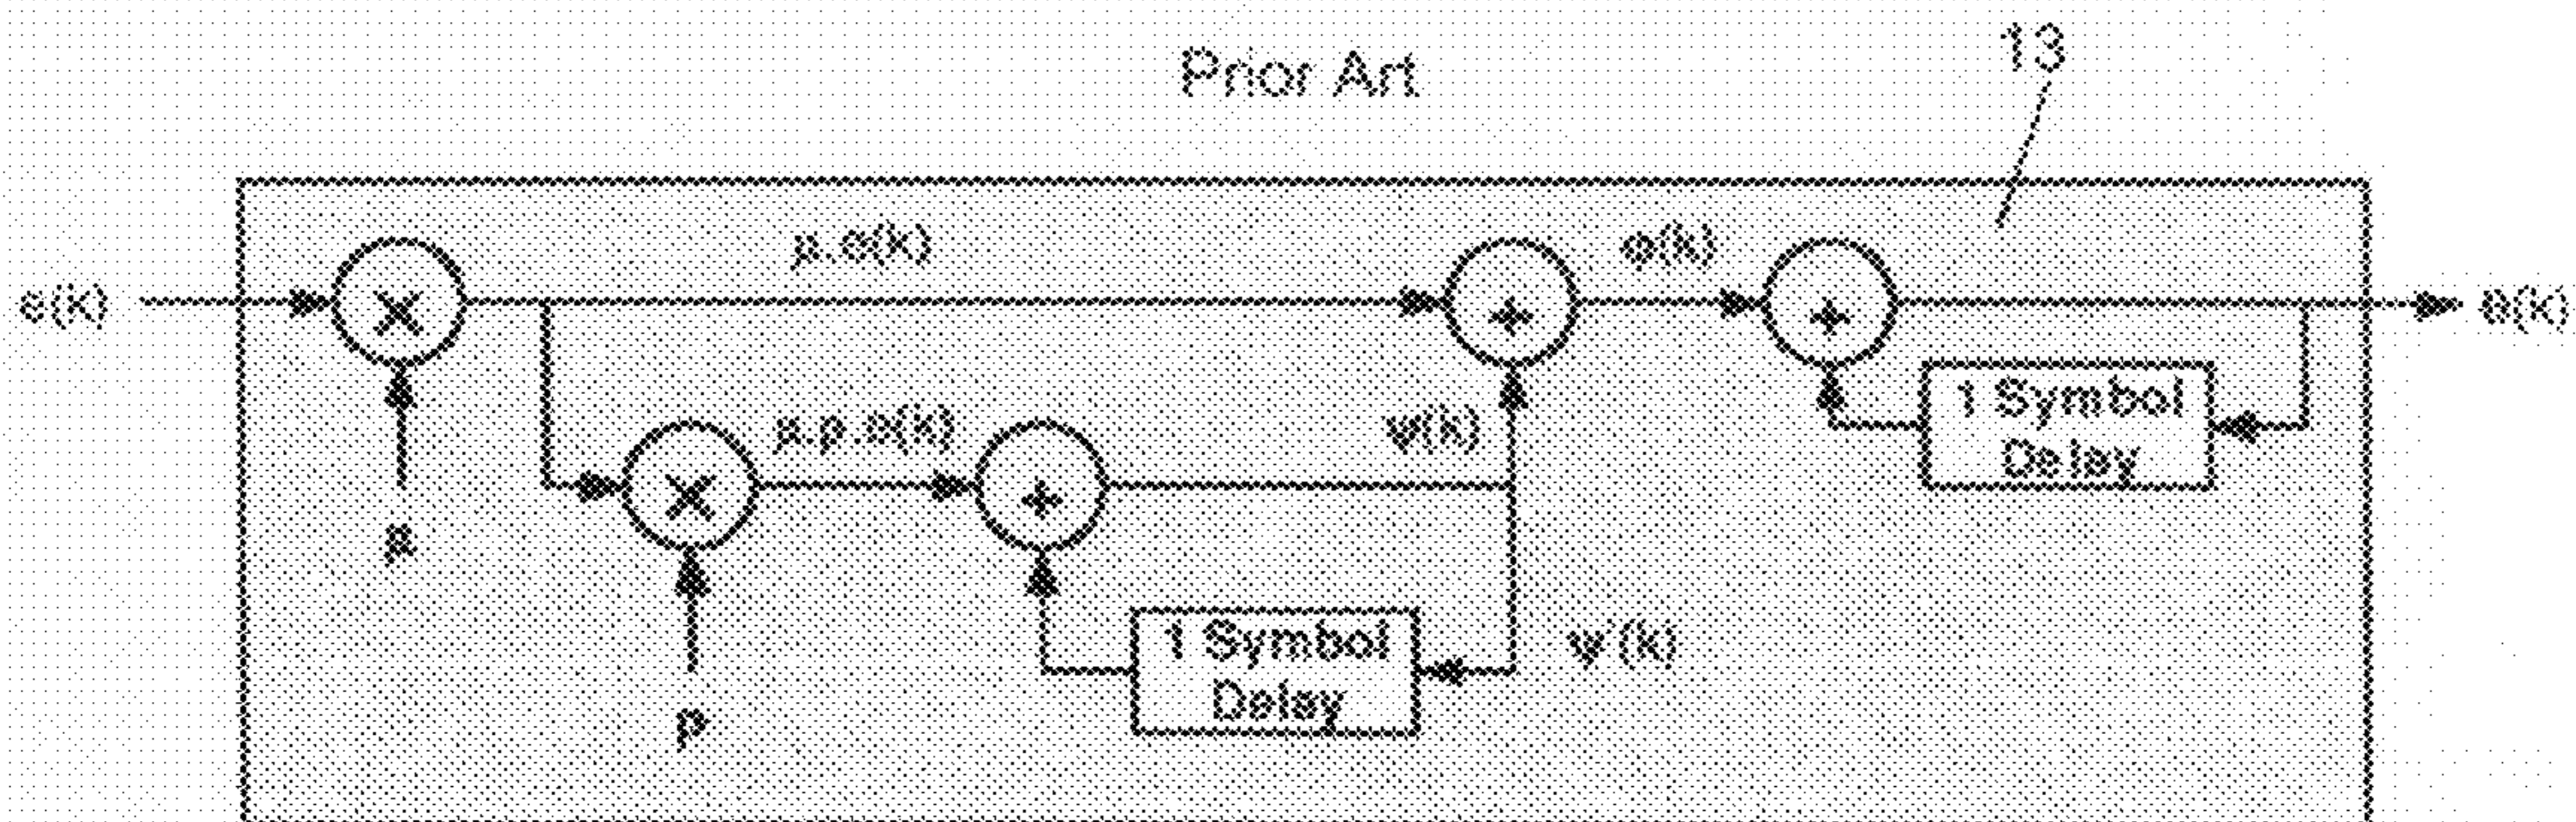 Prior Art
13
e(k)
μ.e(k)
φ(k)
θ(k)
μ
μ.ρ.e(k)
ψ(k)
1 Symbol
Delay
ρ
1 Symbol
Delay
ψ'(k)